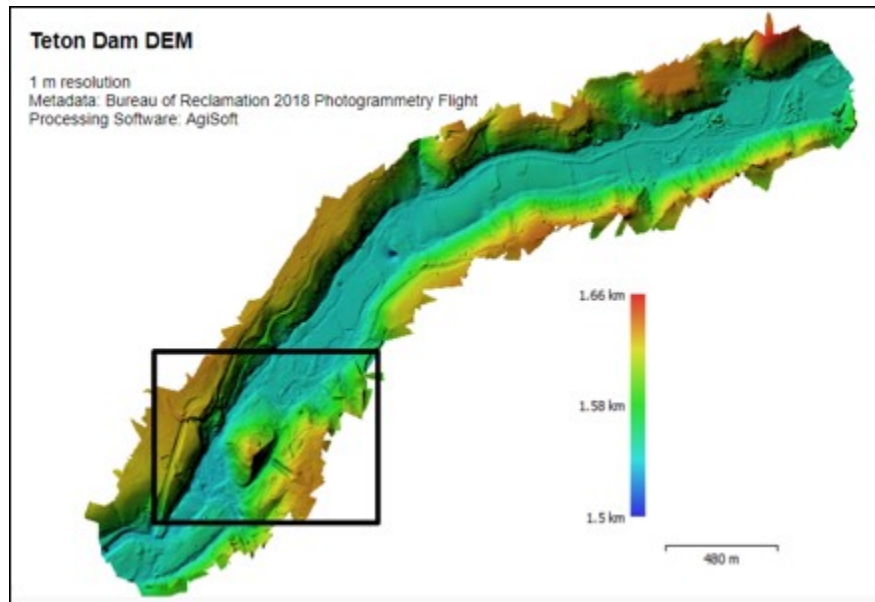 Teton Dam DEM
1 m resolution
Metadata: Bureau of Reclamation 2018 Photogrammetry Flight
Processing Software: AgiSoft
1.66 km
1.58 km
1.5 km
480 m